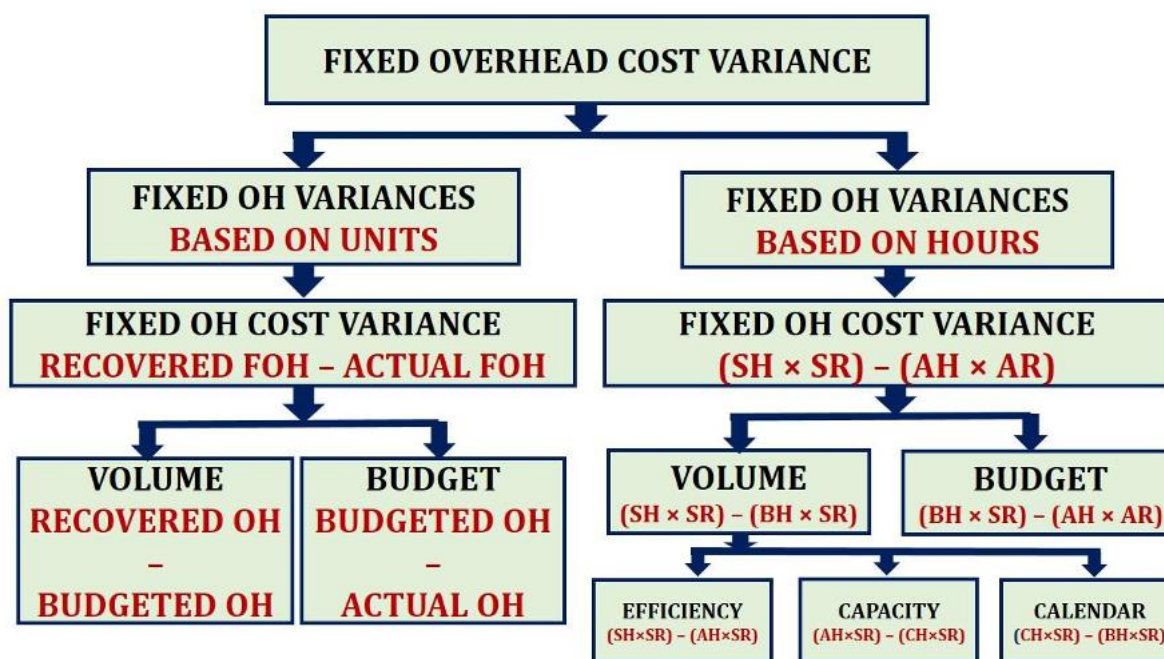 FIXED OVERHEAD COST VARIANCE
FIXED OH VARIANCES
BASED ON UNITS
FIXED OH VARIANCES
BASED ON HOURS
FIXED OH COST VARIANCE
RECOVERED FOH – ACTUAL FOH
FIXED OH COST VARIANCE
(SH × SR) – (AH × AR)
VOLUME
RECOVERED OH
–
BUDGETED OH
BUDGET
BUDGETED OH
–
ACTUAL OH
VOLUME
(SH × SR) – (BH × SR)
BUDGET
(BH × SR) – (AH × AR)
EFFICIENCY
(SH×SR) – (AH×SR)
CAPACITY
(AH×SR) – (CH×SR)
CALENDAR
(CH×SR) – (BH×SR)